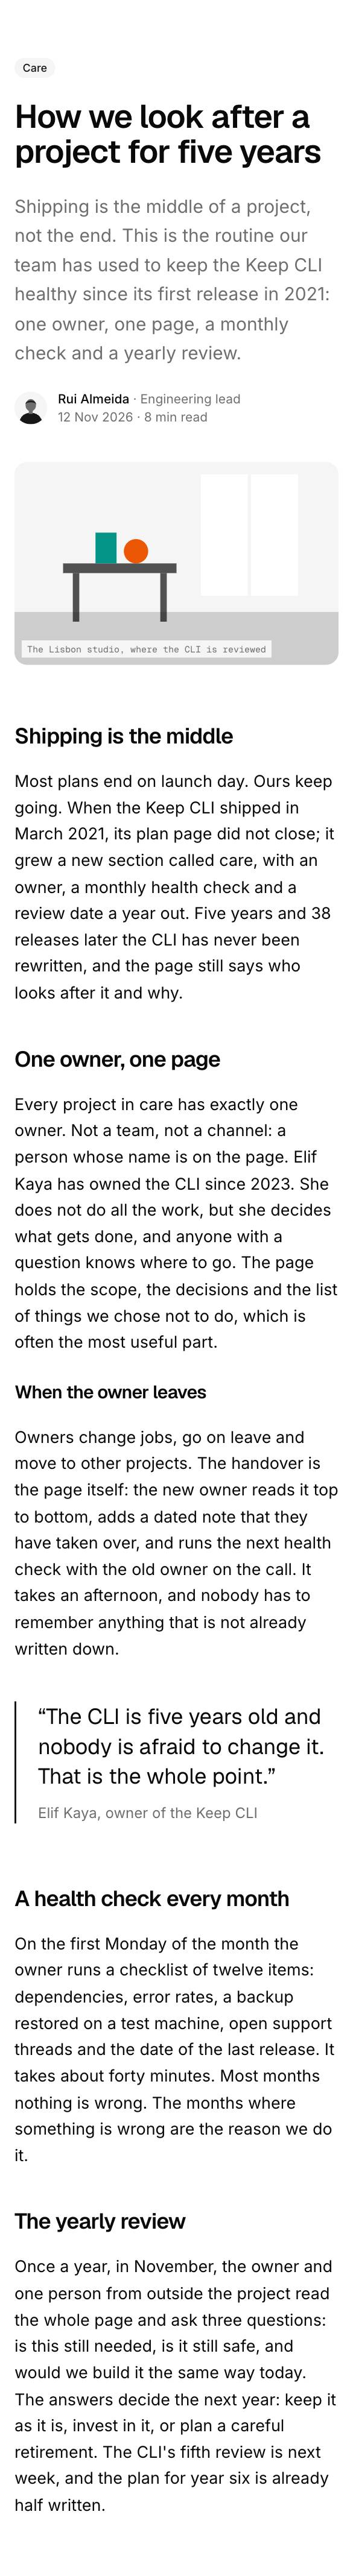 Care
How we look after a
project for five years
Shipping is the middle of a project,
not the end. This is the routine our
team has used to keep the Keep CLI
healthy since its first release in 2021:
one owner, one page, a monthly
check and a yearly review.
Rui Almeida · Engineering lead
12 Nov 2026 · 8 min read
The Lisbon studio, where the CLI is reviewed
Shipping is the middle
Most plans end on launch day. Ours keep
going. When the Keep CLI shipped in
March 2021, its plan page did not close; it
grew a new section called care, with an
owner, a monthly health check and a
review date a year out. Five years and 38
releases later the CLI has never been
rewritten, and the page still says who
looks after it and why.
One owner, one page
Every project in care has exactly one
owner. Not a team, not a channel: a
person whose name is on the page. Elif
Kaya has owned the CLI since 2023. She
does not do all the work, but she decides
what gets done, and anyone with a
question knows where to go. The page
holds the scope, the decisions and the list
of things we chose not to do, which is
often the most useful part.
When the owner leaves
Owners change jobs, go on leave and
move to other projects. The handover is
the page itself: the new owner reads it top
to bottom, adds a dated note that they
have taken over, and runs the next health
check with the old owner on the call. It
takes an afternoon, and nobody has to
remember anything that is not already
written down.
“The CLI is five years old and
nobody is afraid to change it.
That is the whole point.”
Elif Kaya, owner of the Keep CLI
A health check every month
On the first Monday of the month the
owner runs a checklist of twelve items:
dependencies, error rates, a backup
restored on a test machine, open support
threads and the date of the last release. It
takes about forty minutes. Most months
nothing is wrong. The months where
something is wrong are the reason we do
it.
The yearly review
Once a year, in November, the owner and
one person from outside the project read
the whole page and ask three questions:
is this still needed, is it still safe, and
would we build it the same way today.
The answers decide the next year: keep it
as it is, invest in it, or plan a careful
retirement. The CLI's fifth review is next
week, and the plan for year six is already
half written.